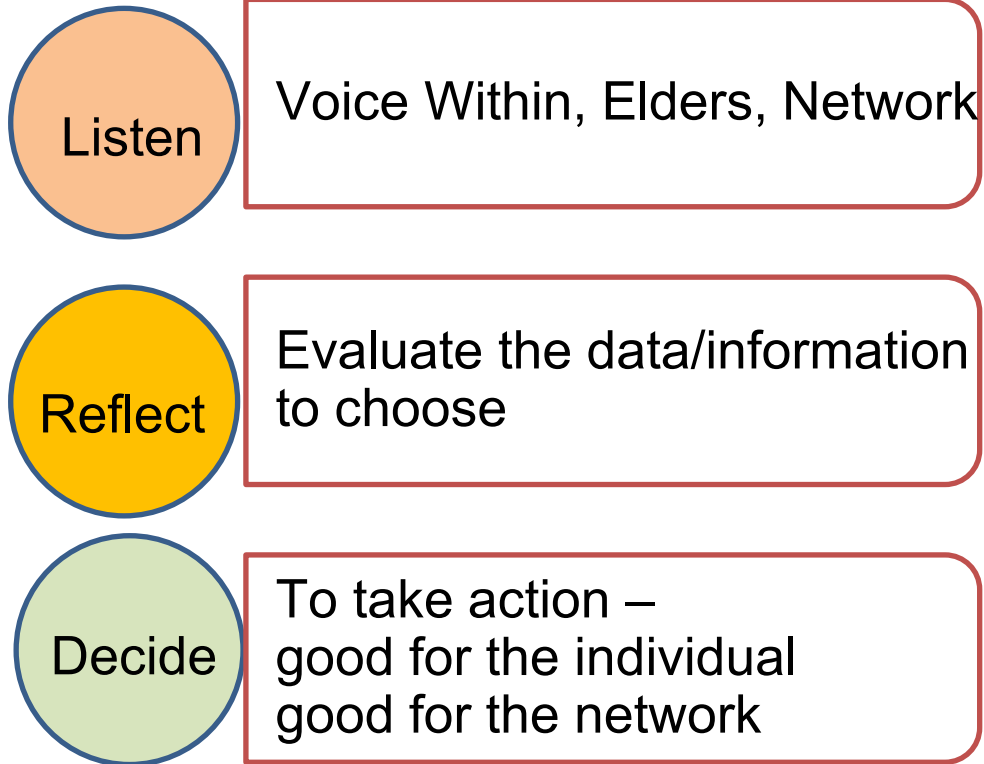 Listen
Voice Within, Elders, Network
Reflect
Evaluate the data/information
to choose
Decide
To take action –
good for the individual
good for the network